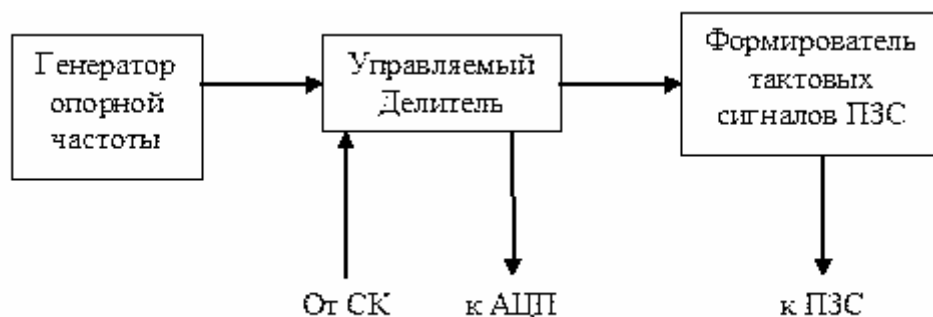 Генератор
опорной
частоты
Управляемый
Делитель
Формирователь
тактовых
сигналов ПЗС
От СК
к АЦП
к ПЗС